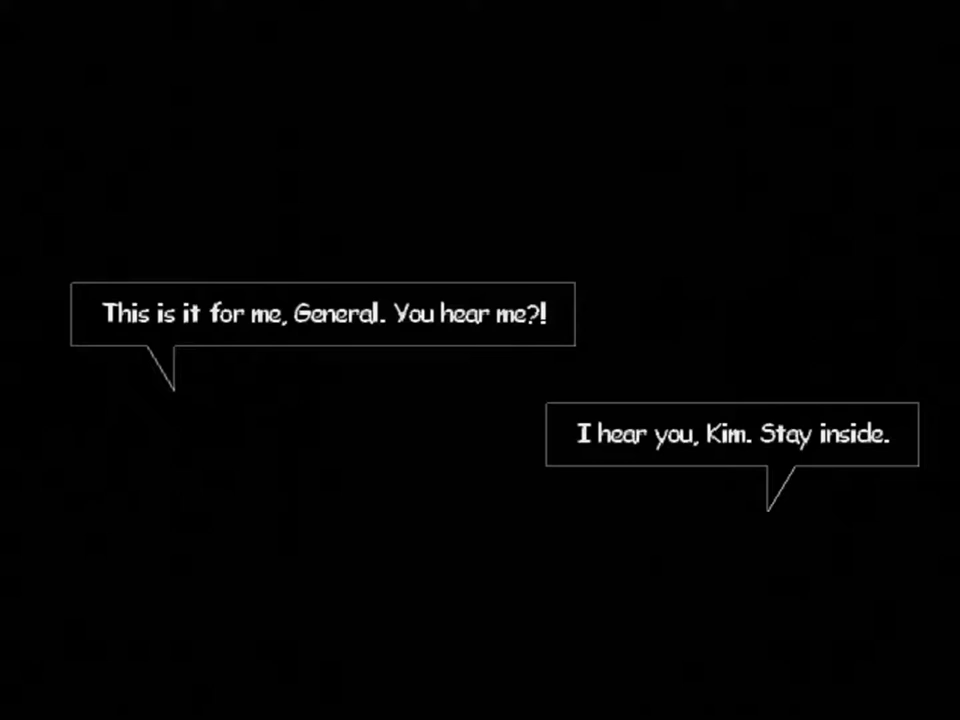 This is it for me, General. You hear me?!
I hear you, Kim. Stay inside.